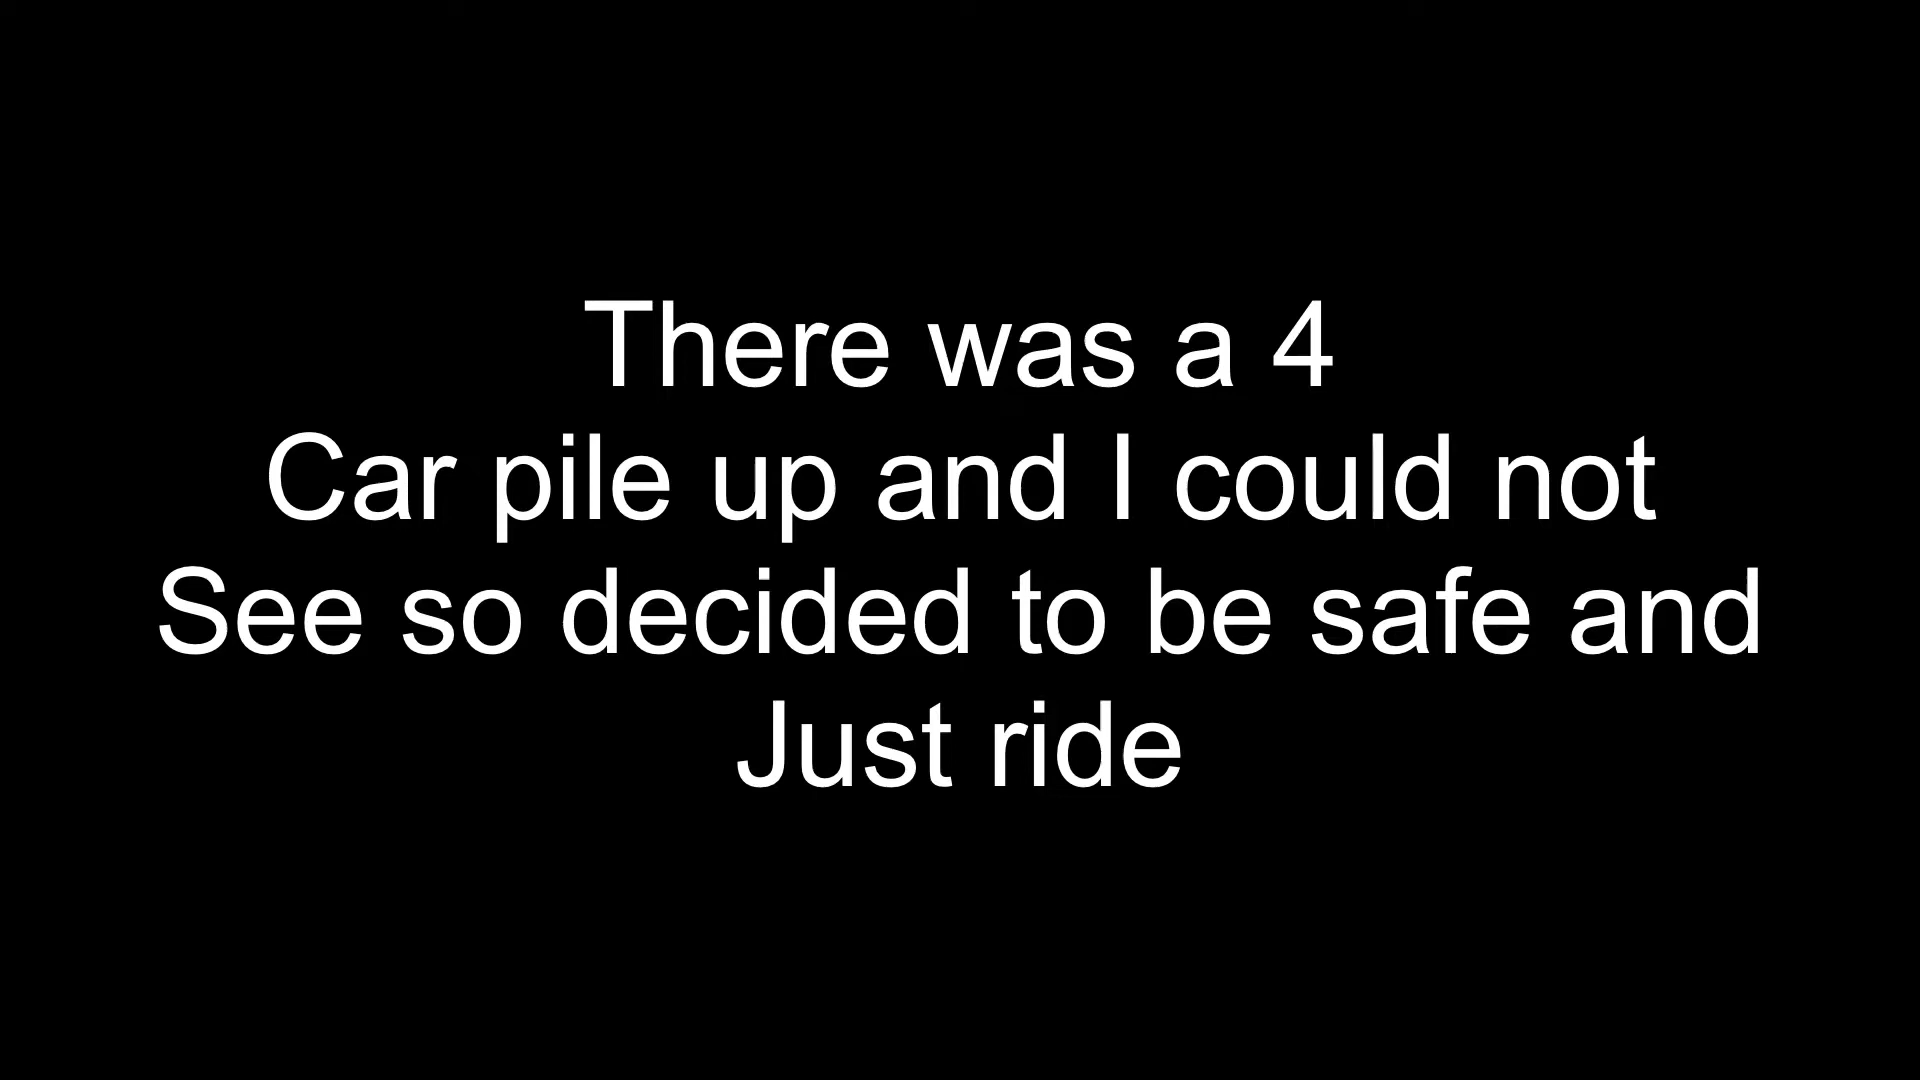 There was a 4
Car pile up and I could not
See so decided to be safe and
Just ride